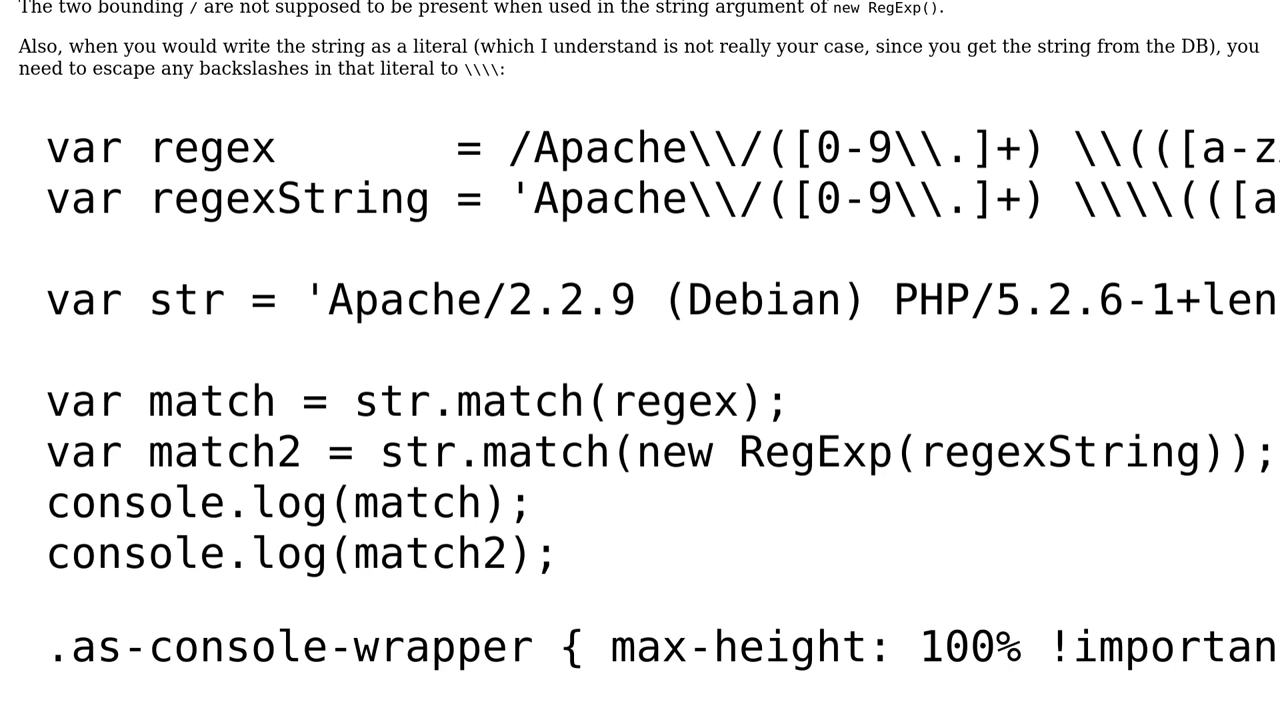 The two bounding / are not supposed to be present when used in the string argument of new RegExp().
Also, when you would write the string as a literal (which I understand is not really your case, since you get the string from the DB), you
need to escape any backslashes in that literal to \\\\:
var regex       = /Apache\\/([0-9\\.]+) \\(([a-z
var regexString = 'Apache\\/([0-9\\.]+) \\\\(([a
var str = 'Apache/2.2.9 (Debian) PHP/5.2.6-1+len
var match = str.match(regex);
var match2 = str.match(new RegExp(regexString));
console.log(match);
console.log(match2);
.as-console-wrapper { max-height: 100% !importan